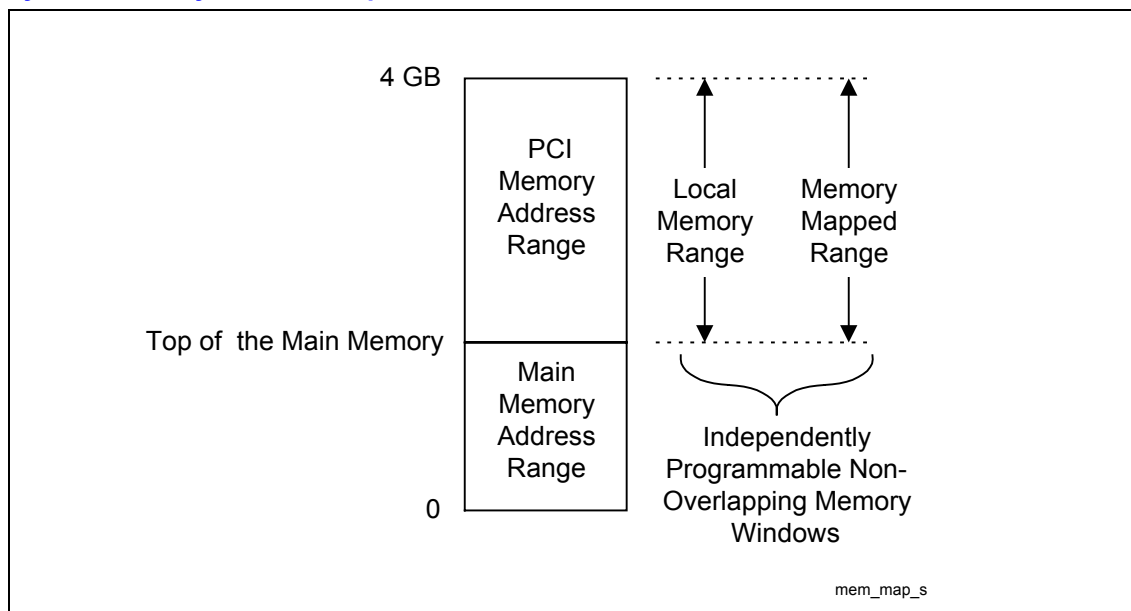 4 GB
PCI
Memory
Address
Range
Local
Memory
Range
Memory
Mapped
Range
Top of the Main Memory
Main
Memory
Address
Range
0
Independently
Programmable Non-
Overlapping Memory
Windows
mem_map_s